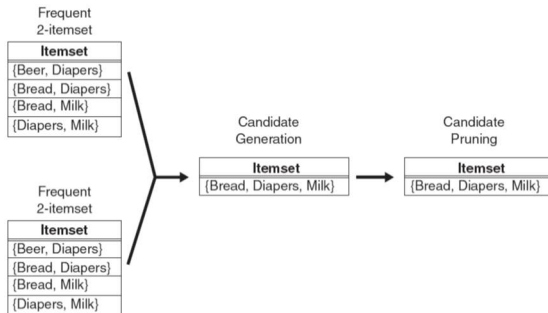 Frequent
2-itemset
Itemset
{Beer, Diapers}
{Bread, Diapers}
{Bread, Milk}
{Diapers, Milk}
Frequent
2-itemset
Itemset
{Beer, Diapers}
{Bread, Diapers}
{Bread, Milk}
{Diapers, Milk}
Candidate
Generation
Itemset
{Bread, Diapers, Milk}
Candidate
Pruning
Itemset
{Bread, Diapers, Milk}